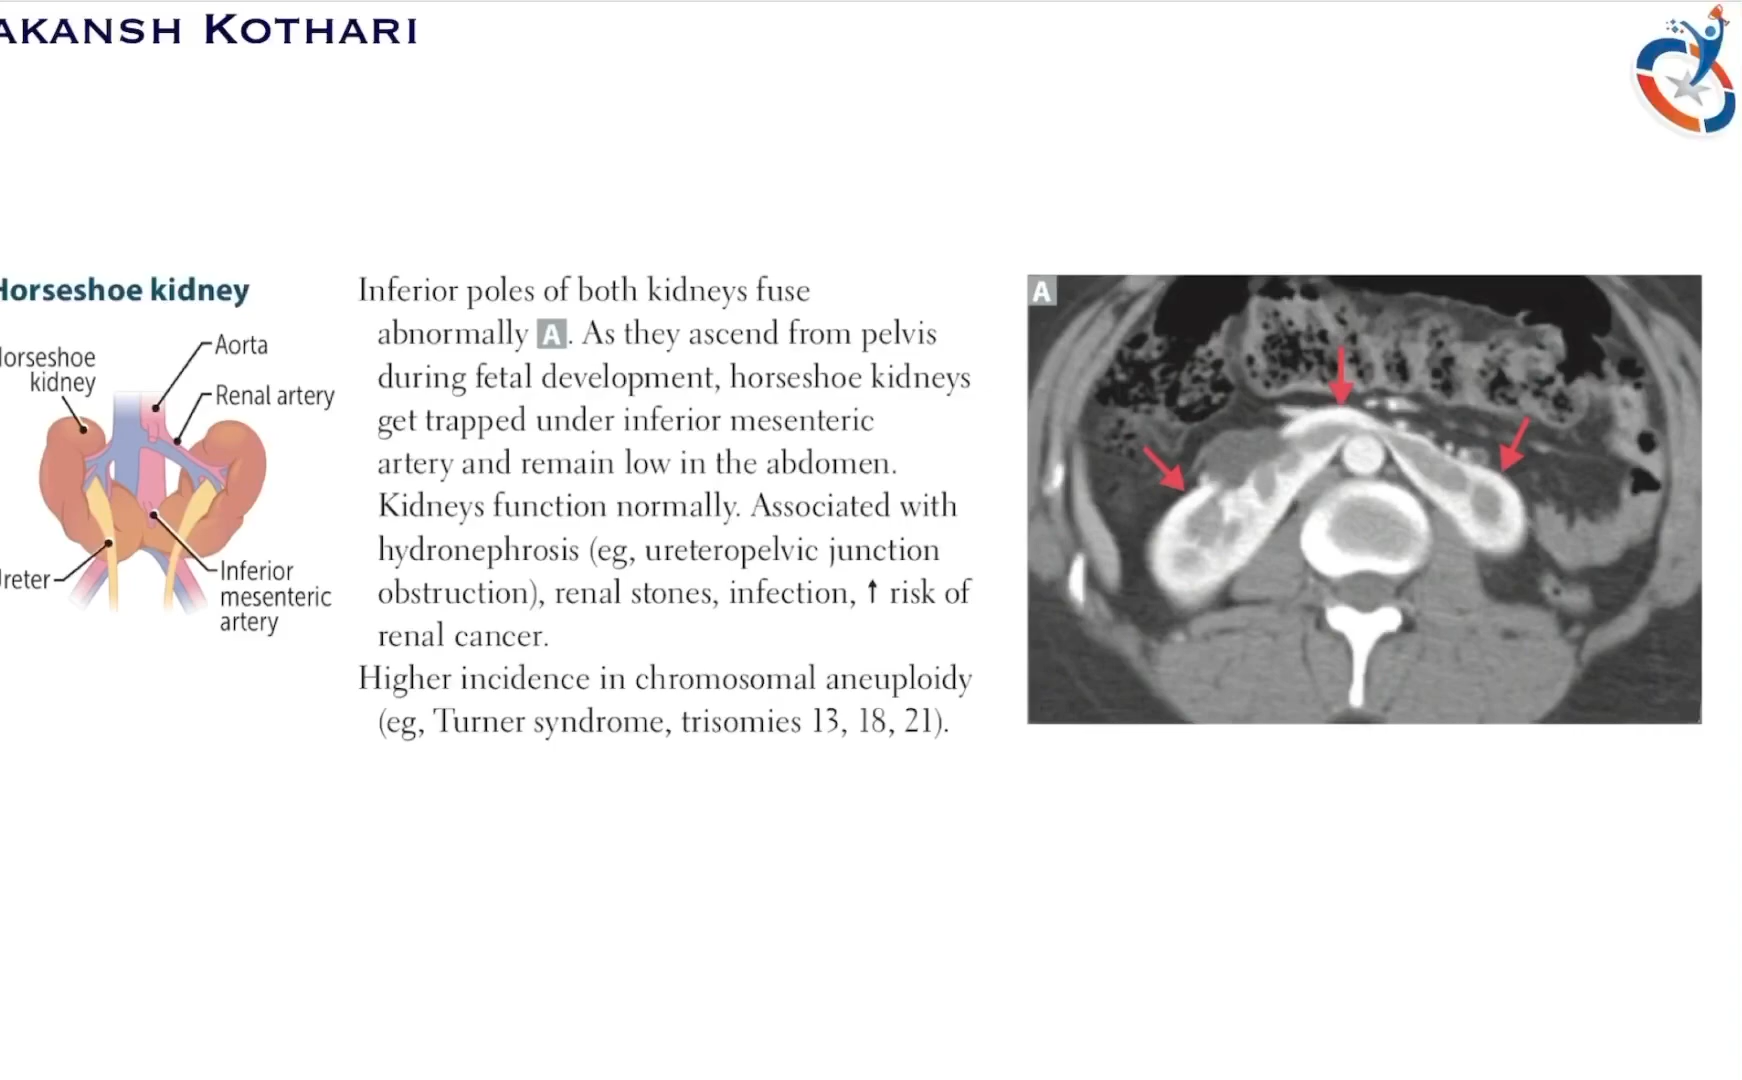 AKANSH KOTHARI
Horseshoe kidney
Horseshoe
kidney
Aorta
Renal artery
Ureter
Inferior
mesenteric
artery
Inferior poles of both kidneys fuse
abnormally A. As they ascend from pelvis
during fetal development, horseshoe kidneys
get trapped under inferior mesenteric
artery and remain low in the abdomen.
Kidneys function normally. Associated with
hydronephrosis (eg, ureteropelvic junction
obstruction), renal stones, infection, ↑ risk of
renal cancer.
Higher incidence in chromosomal aneuploidy
(eg, Turner syndrome, trisomies 13, 18, 21).
A